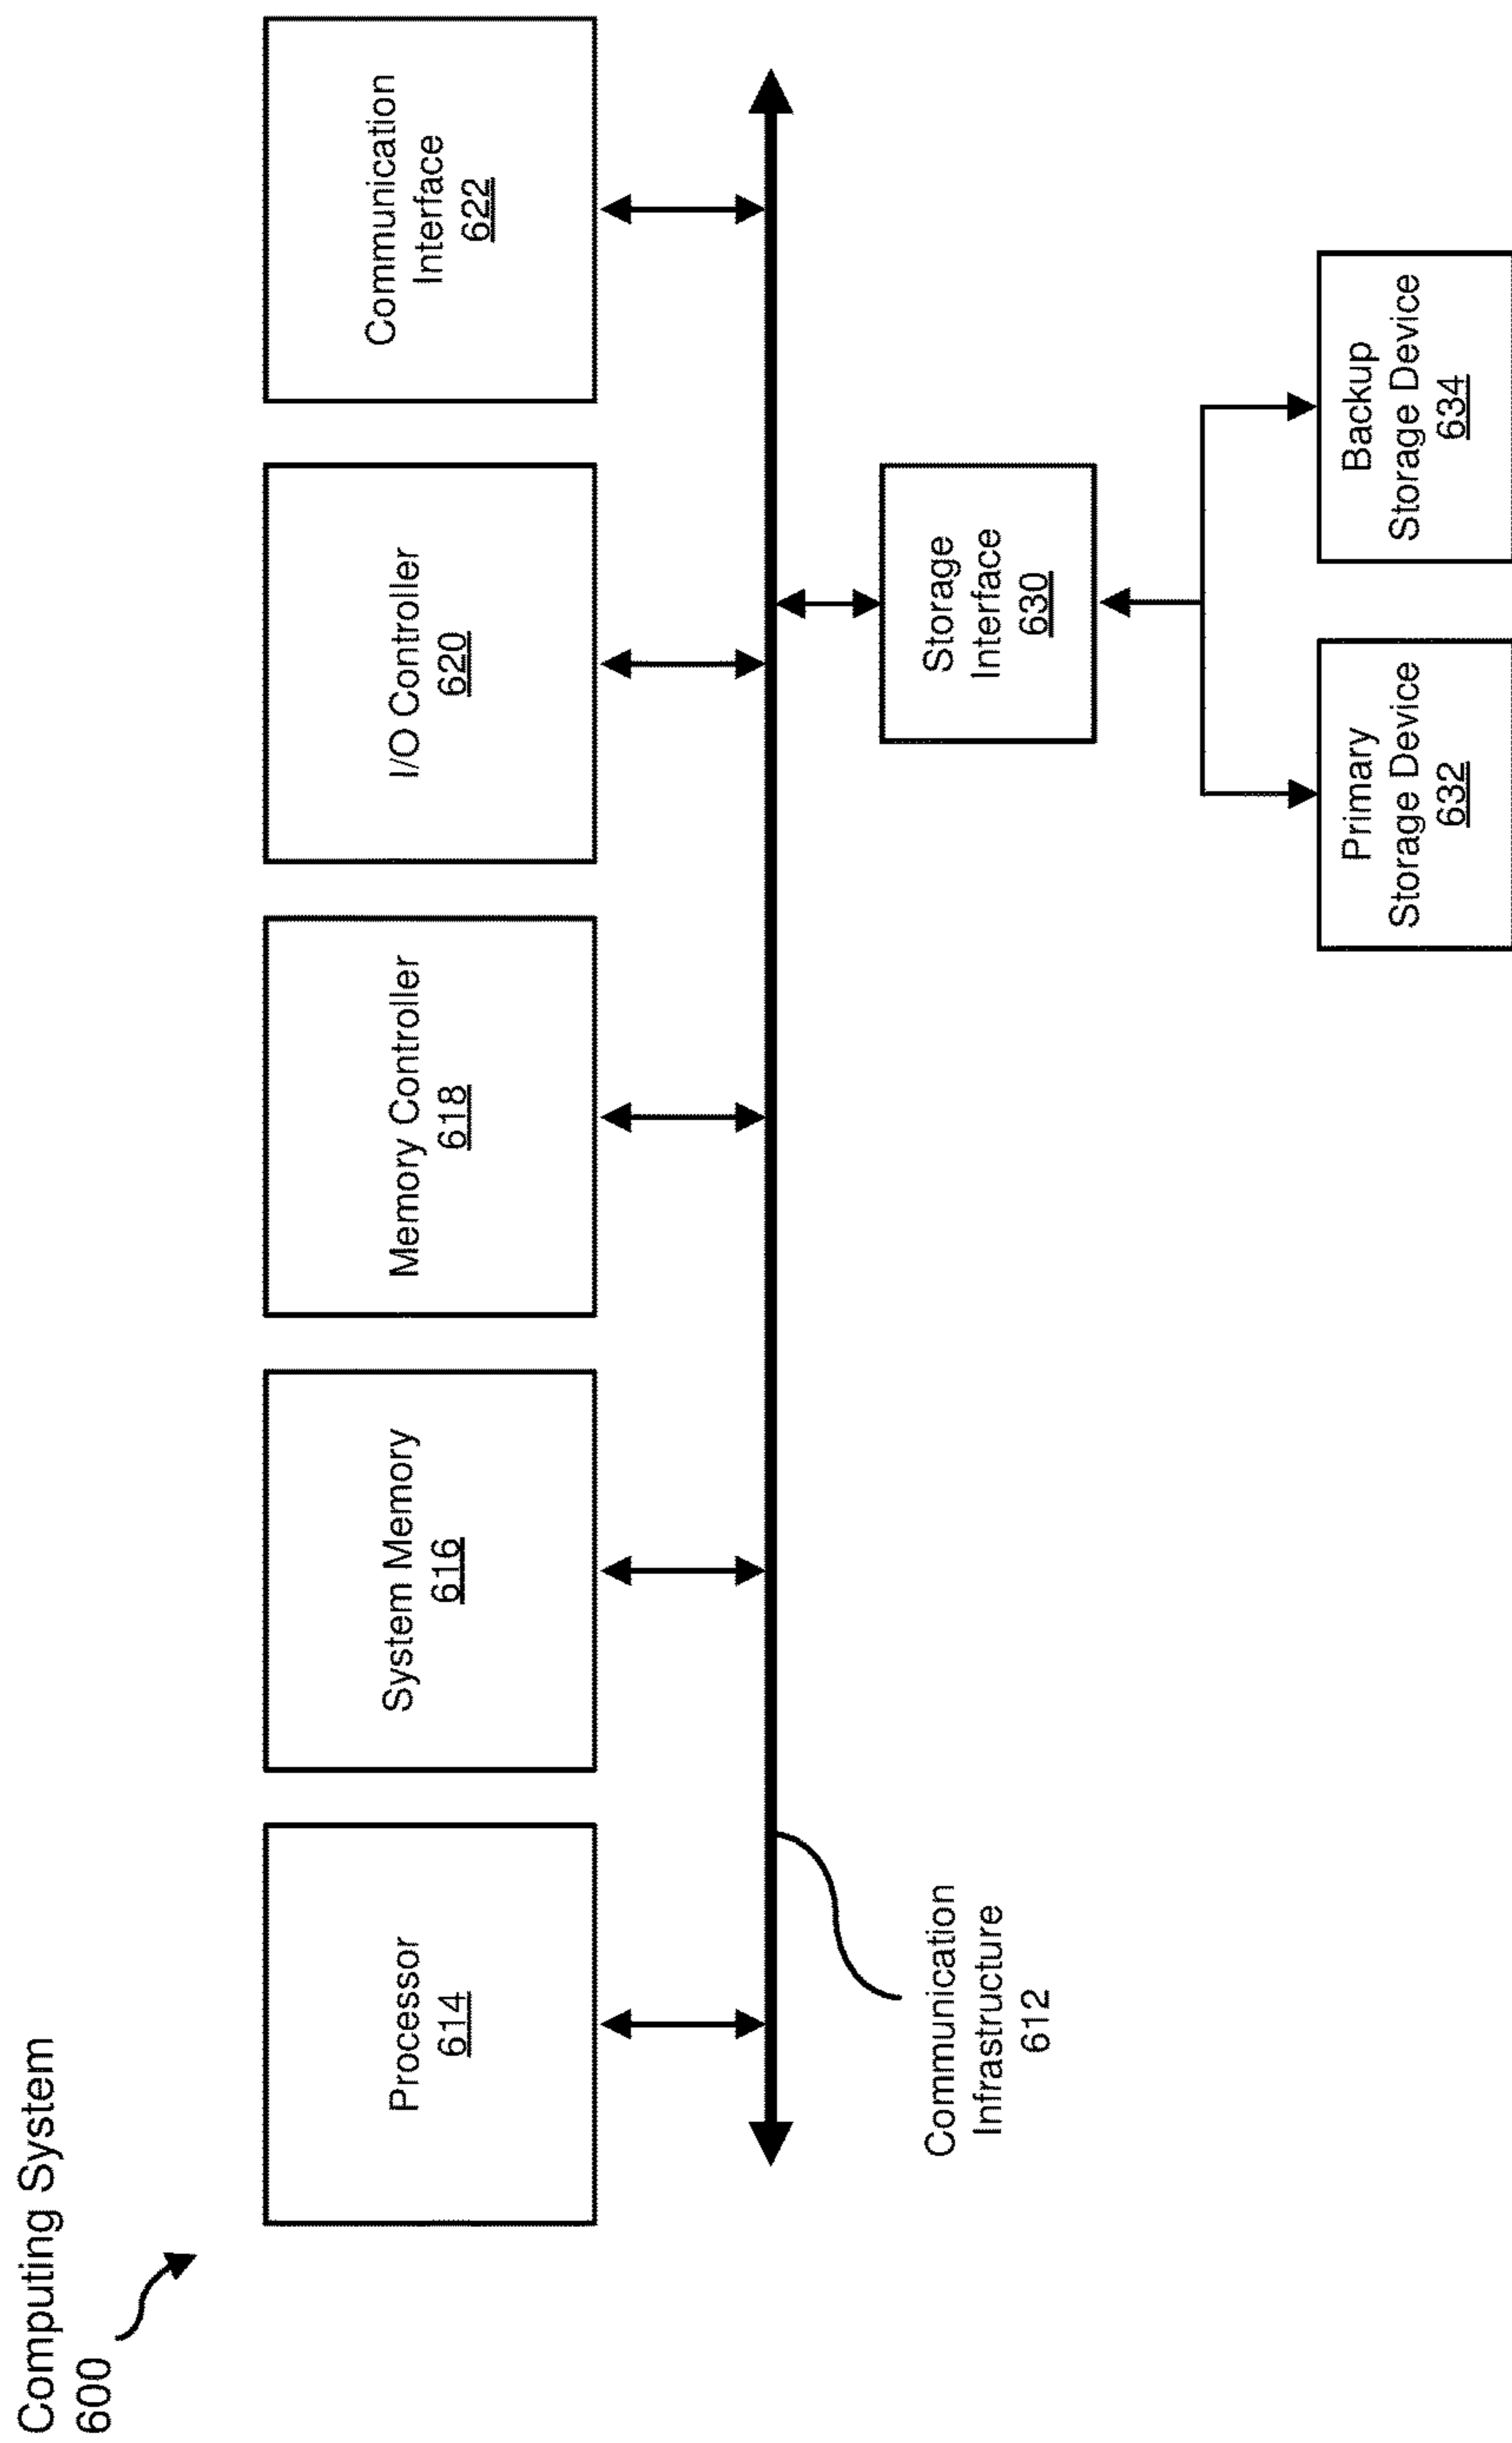 Computing System
600
Processor
614
System Memory
616
Memory Controller
618
I/O Controller
620
Communication
Interface
622
Communication
Infrastructure
612
Storage
Interface
630
Primary
Storage Device
632
Backup
Storage Device
634